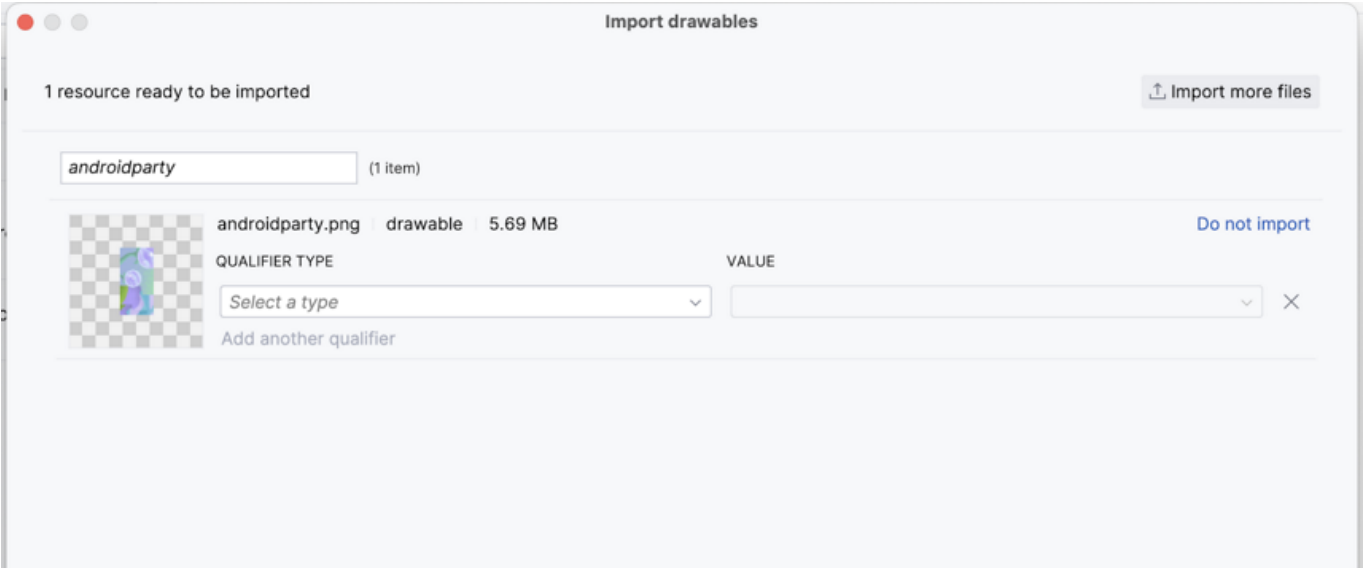 Import drawables
1 resource ready to be imported
Import more files
androidparty (1 item)
androidparty.png drawable 5.69 MB Do not import
QUALIFIER TYPE VALUE
Select a type
Add another qualifier